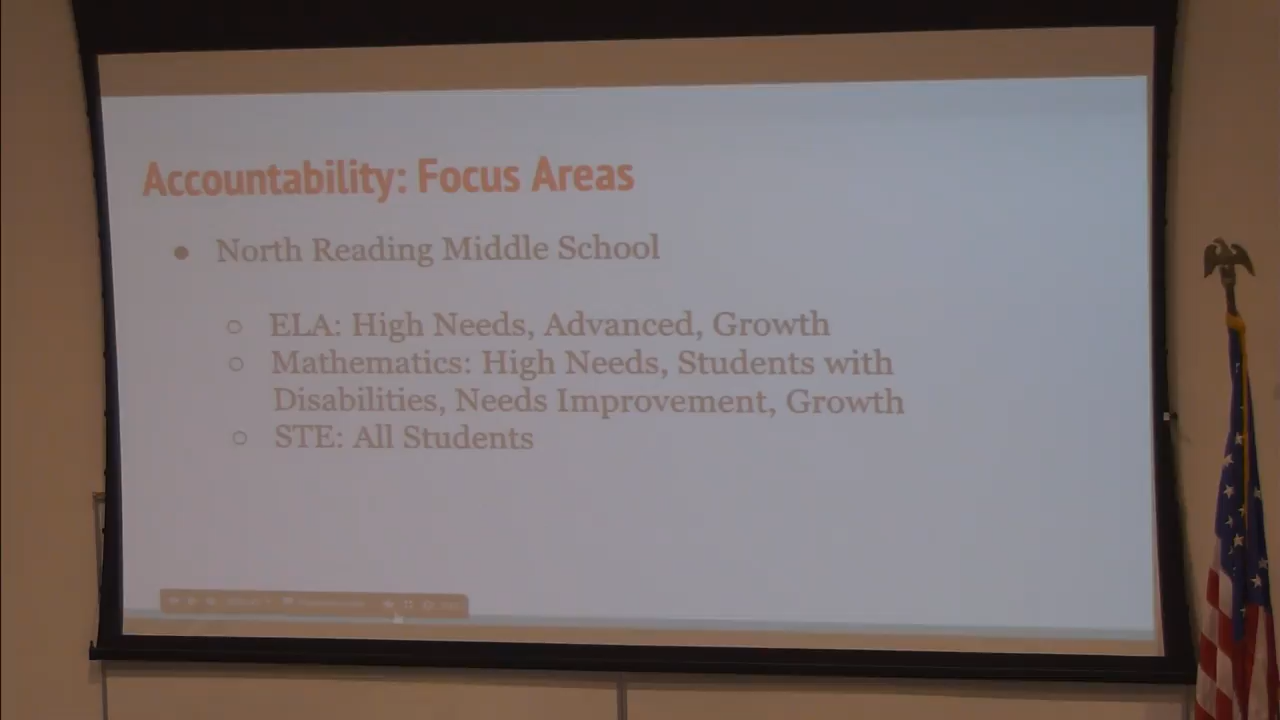 Accountability: Focus Areas
● North Reading Middle School
○ ELA: High Needs, Advanced, Growth
○ Mathematics: High Needs, Students with
Disabilities, Needs Improvement, Growth
○ STE: All Students